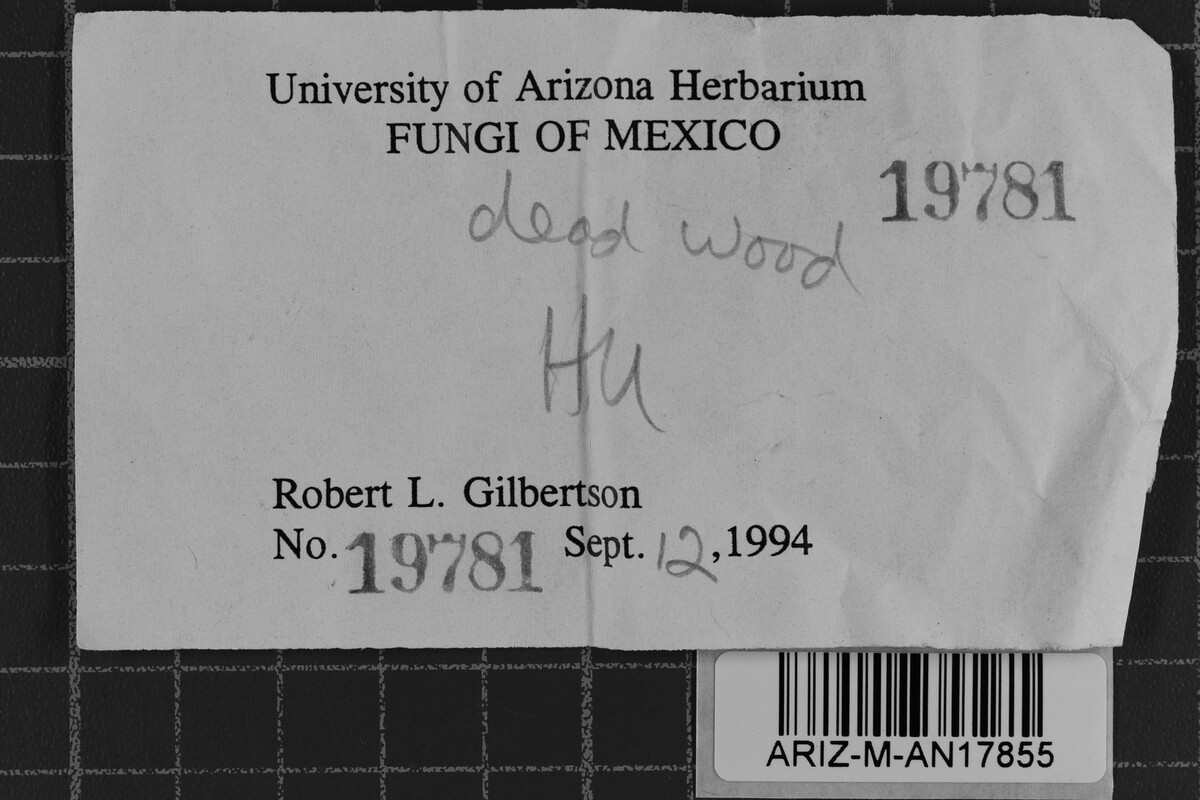 University of Arizona Herbarium
FUNGI OF MEXICO
19781
dead wood
Hu
Robert L. Gilbertson
No. 19781 Sept. 12, 1994
ARIZ-M-AN17855